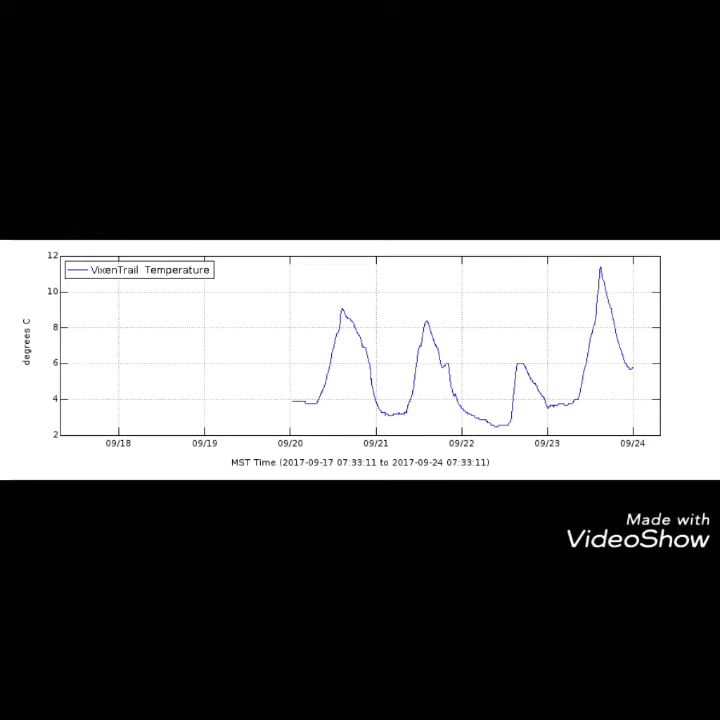 12
VixenTrail Temperature
10
8
degrees C
6
4
2
09/18 09/19 09/20 09/21 09/22 09/23 09/24
MST Time (2017-09-17 07:33:11 to 2017-09-24 07:33:11)
Made with
VideoShow